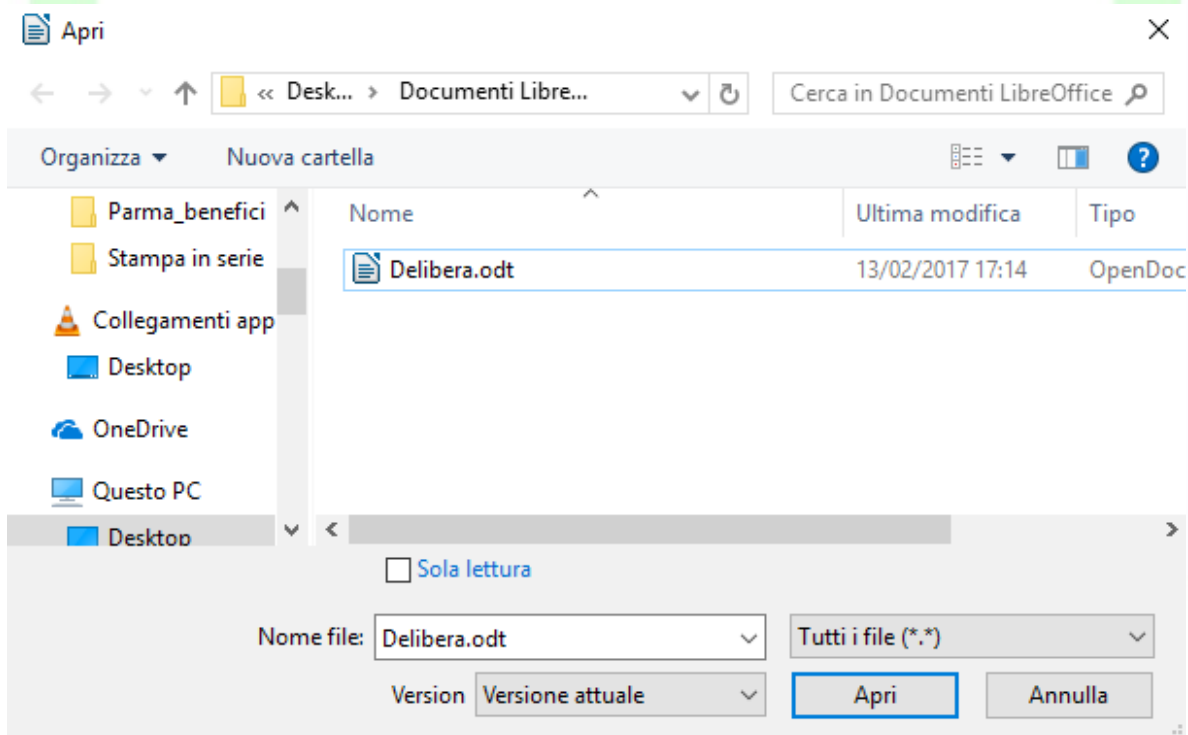 Apri
« Desk... › Documenti Libre...
Cerca in Documenti LibreOffice
Organizza
Nuova cartella
Parma_benefici
Stampa in serie
Collegamenti app
Desktop
OneDrive
Questo PC
Desktop
Nome
Ultima modifica
Tipo
Delibera.odt
13/02/2017 17:14
OpenDoc
Sola lettura
Nome file:
Delibera.odt
Tutti i file (*.*)
Version
Versione attuale
Apri
Annulla